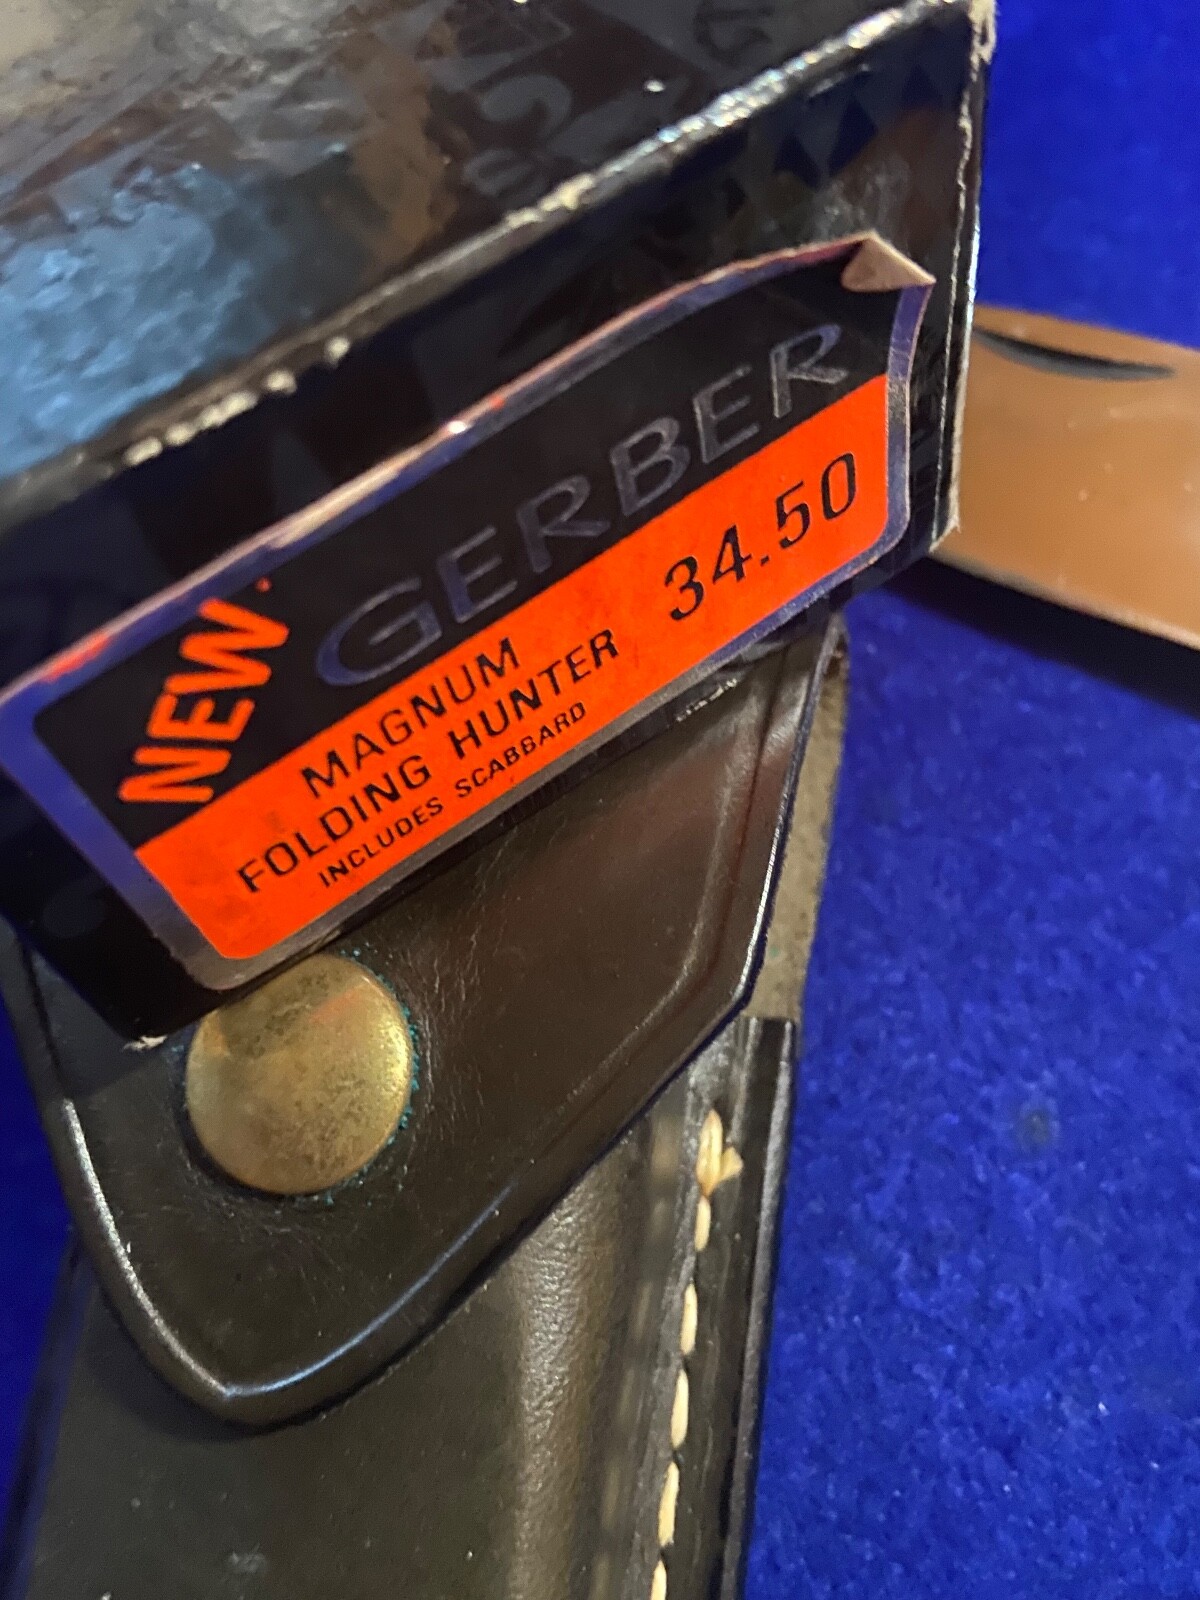 NEW.
GERBER
MAGNUM
FOLDING HUNTER 34.50
INCLUDES SCABBARD